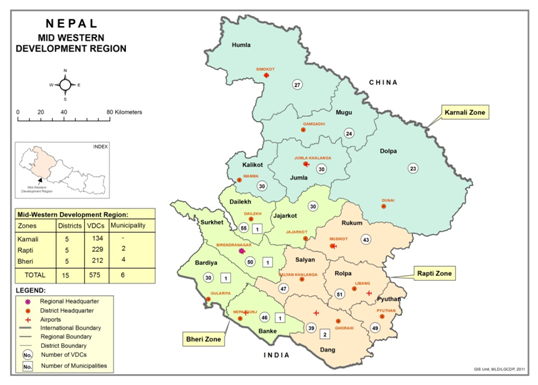 NEPAL
MID WESTERN
DEVELOPMENT REGION
N
W
E
S
20
0
20
40
60
80 Kilometers
INDEX
Mid-Western
Development Region
Mid-Western Development Region:
Zones Districts VDCs Municipality
Karnali 5 134 -
Rapti 5 229 2
Bheri 5 212 4
TOTAL 15 575 6
LEGEND:
Regional Headquarter
District Headquarter
Airports
International Boundary
Regional Boundary
District Boundary
No. Number of VDCs
No. Number of Municipalities
Humla
SIMIKOT
27
CHINA
Mugu
GAMGADHI
24
Karnali Zone
Dolpa
23
DUNAI
Kalikot
MANMA
30
JUMLA-KHALANGA
Jumla
30
Dailekh
DAILEKH
55
1
Jajarkot
30
JAJARKOT
Surkhet
BIRENDRANAGAR
50
1
Rukum
MUSIKOT
43
Bardiya
30
1
GULARIYA
Salyan
SALYAN KHALANGA
47
Rolpa
LIBANG
51
Rapti Zone
Pyuthan
PYUTHAN
49
NEPALGUNJ
46
1
Banke
Bheri Zone
39
2
GHORAHI
Dang
INDIA
GIS Unit, MLD/LGCDP, 2011